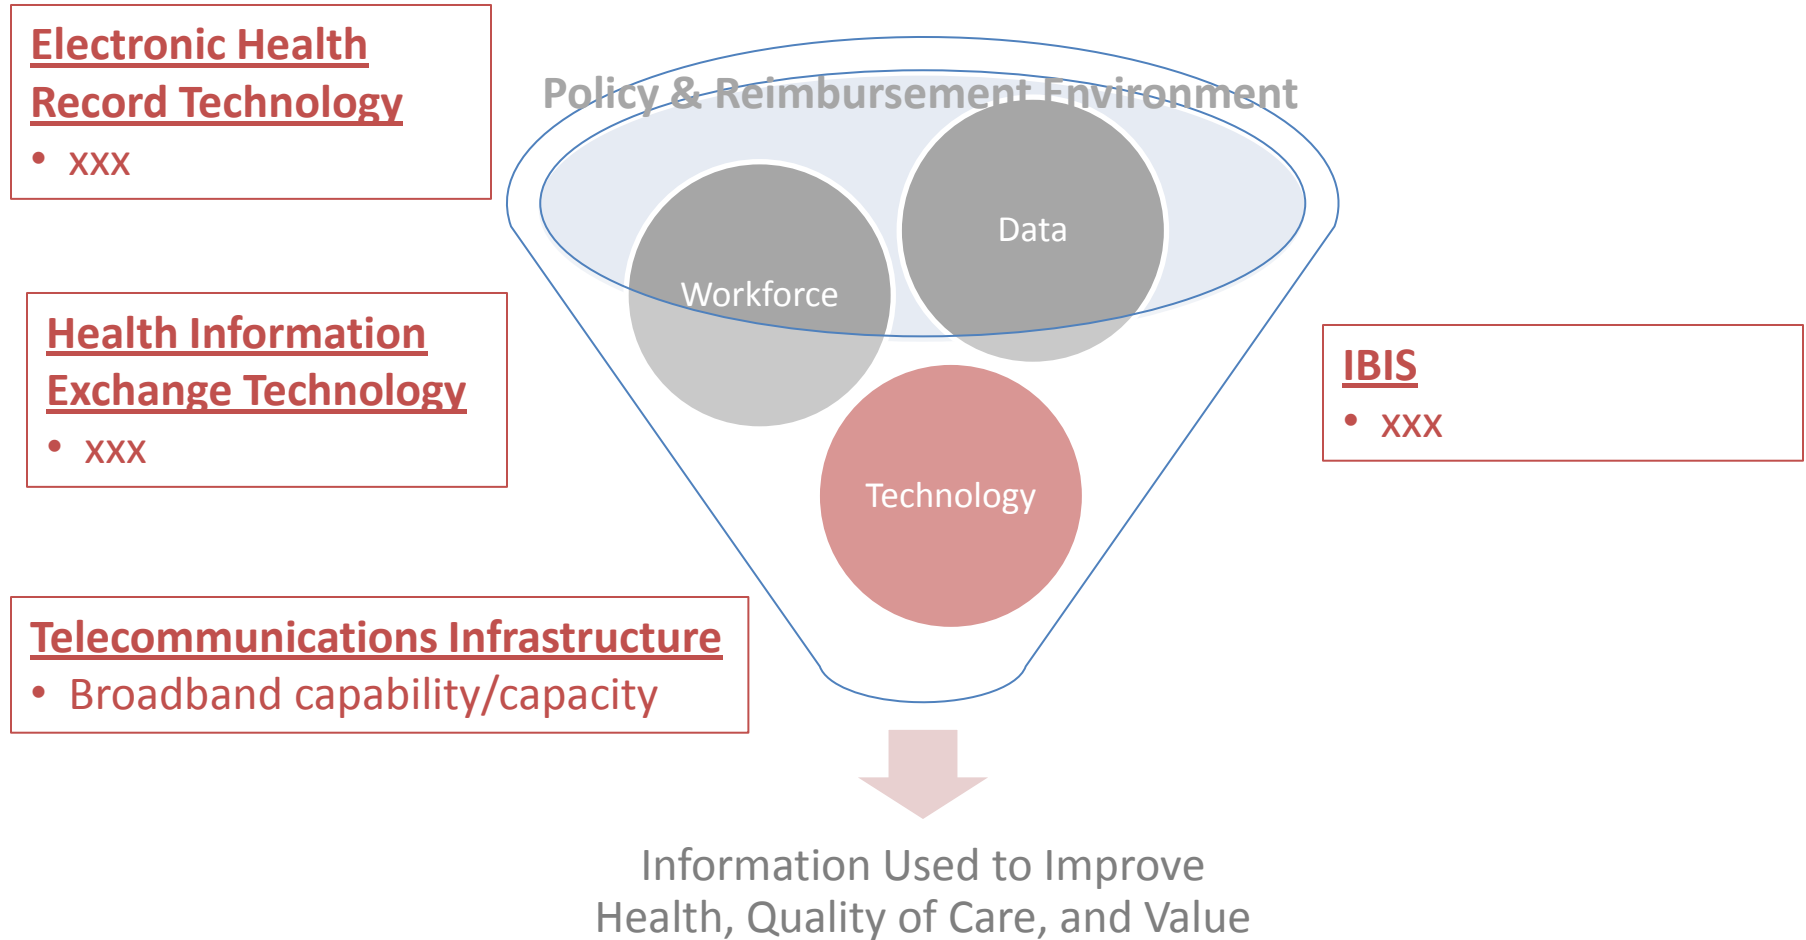 Electronic Health
Record Technology
• xxx
Policy & Reimbursement Environment
Data
Workforce
Health Information
Exchange Technology
• xxx
IBIS
• xxx
Technology
Telecommunications Infrastructure
• Broadband capability/capacity
Information Used to Improve
Health, Quality of Care, and Value